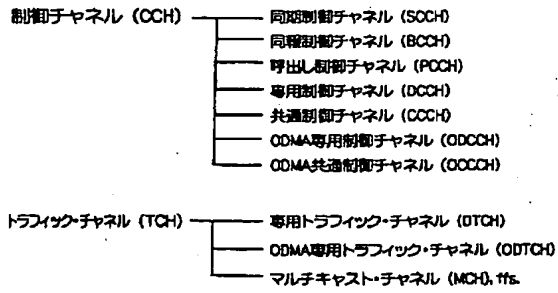 制御チャネル (CCH)
同期制御チャネル (SCCH)
同報制御チャネル (BCCH)
呼出し制御チャネル (PCCH)
専用制御チャネル (DCCH)
共通制御チャネル (CCCH)
ODMA専用制御チャネル (ODCCH)
ODMA共通制御チャネル (OCCCH)
トラフィック・チャネル (TCH)
専用トラフィック・チャネル (DTCH)
ODMA専用トラフィック・チャネル (ODTCH)
マルチキャスト・チャネル (MCH), ffs.